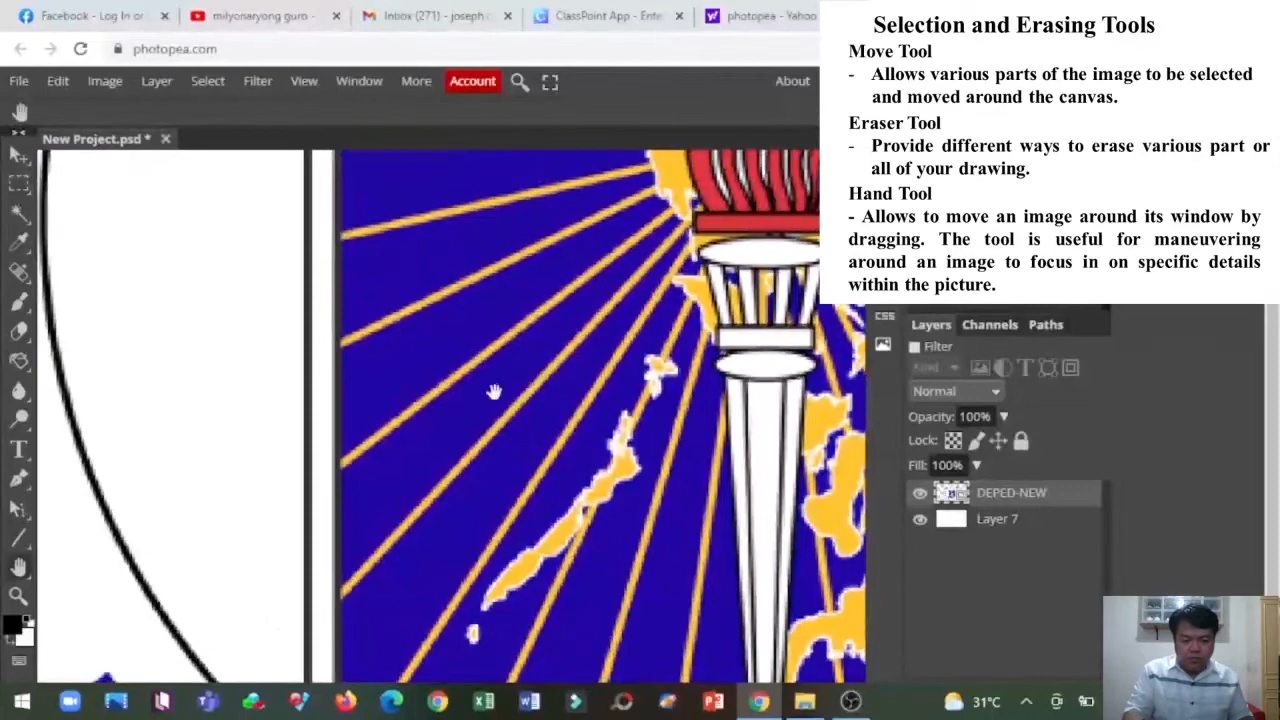 Facebook - Log In or
milyonaryong guro -
Inbox (271) - joseph
ClassPoint App - Ente
photopea - Yahoo
photopea.com
File Edit Image Layer Select Filter View Window More Account About
New Project.psd *
Selection and Erasing Tools
Move Tool
- Allows various parts of the image to be selected
and moved around the canvas.
Eraser Tool
- Provide different ways to erase various part or
all of your drawing.
Hand Tool
- Allows to move an image around its window by
dragging. The tool is useful for maneuvering
around an image to focus in on specific details
within the picture.
CSS
Layers Channels Paths
Filter
Kind
Normal
Opacity: 100%
Lock:
Fill: 100%
DEPED-NEW
Layer 7
31°C